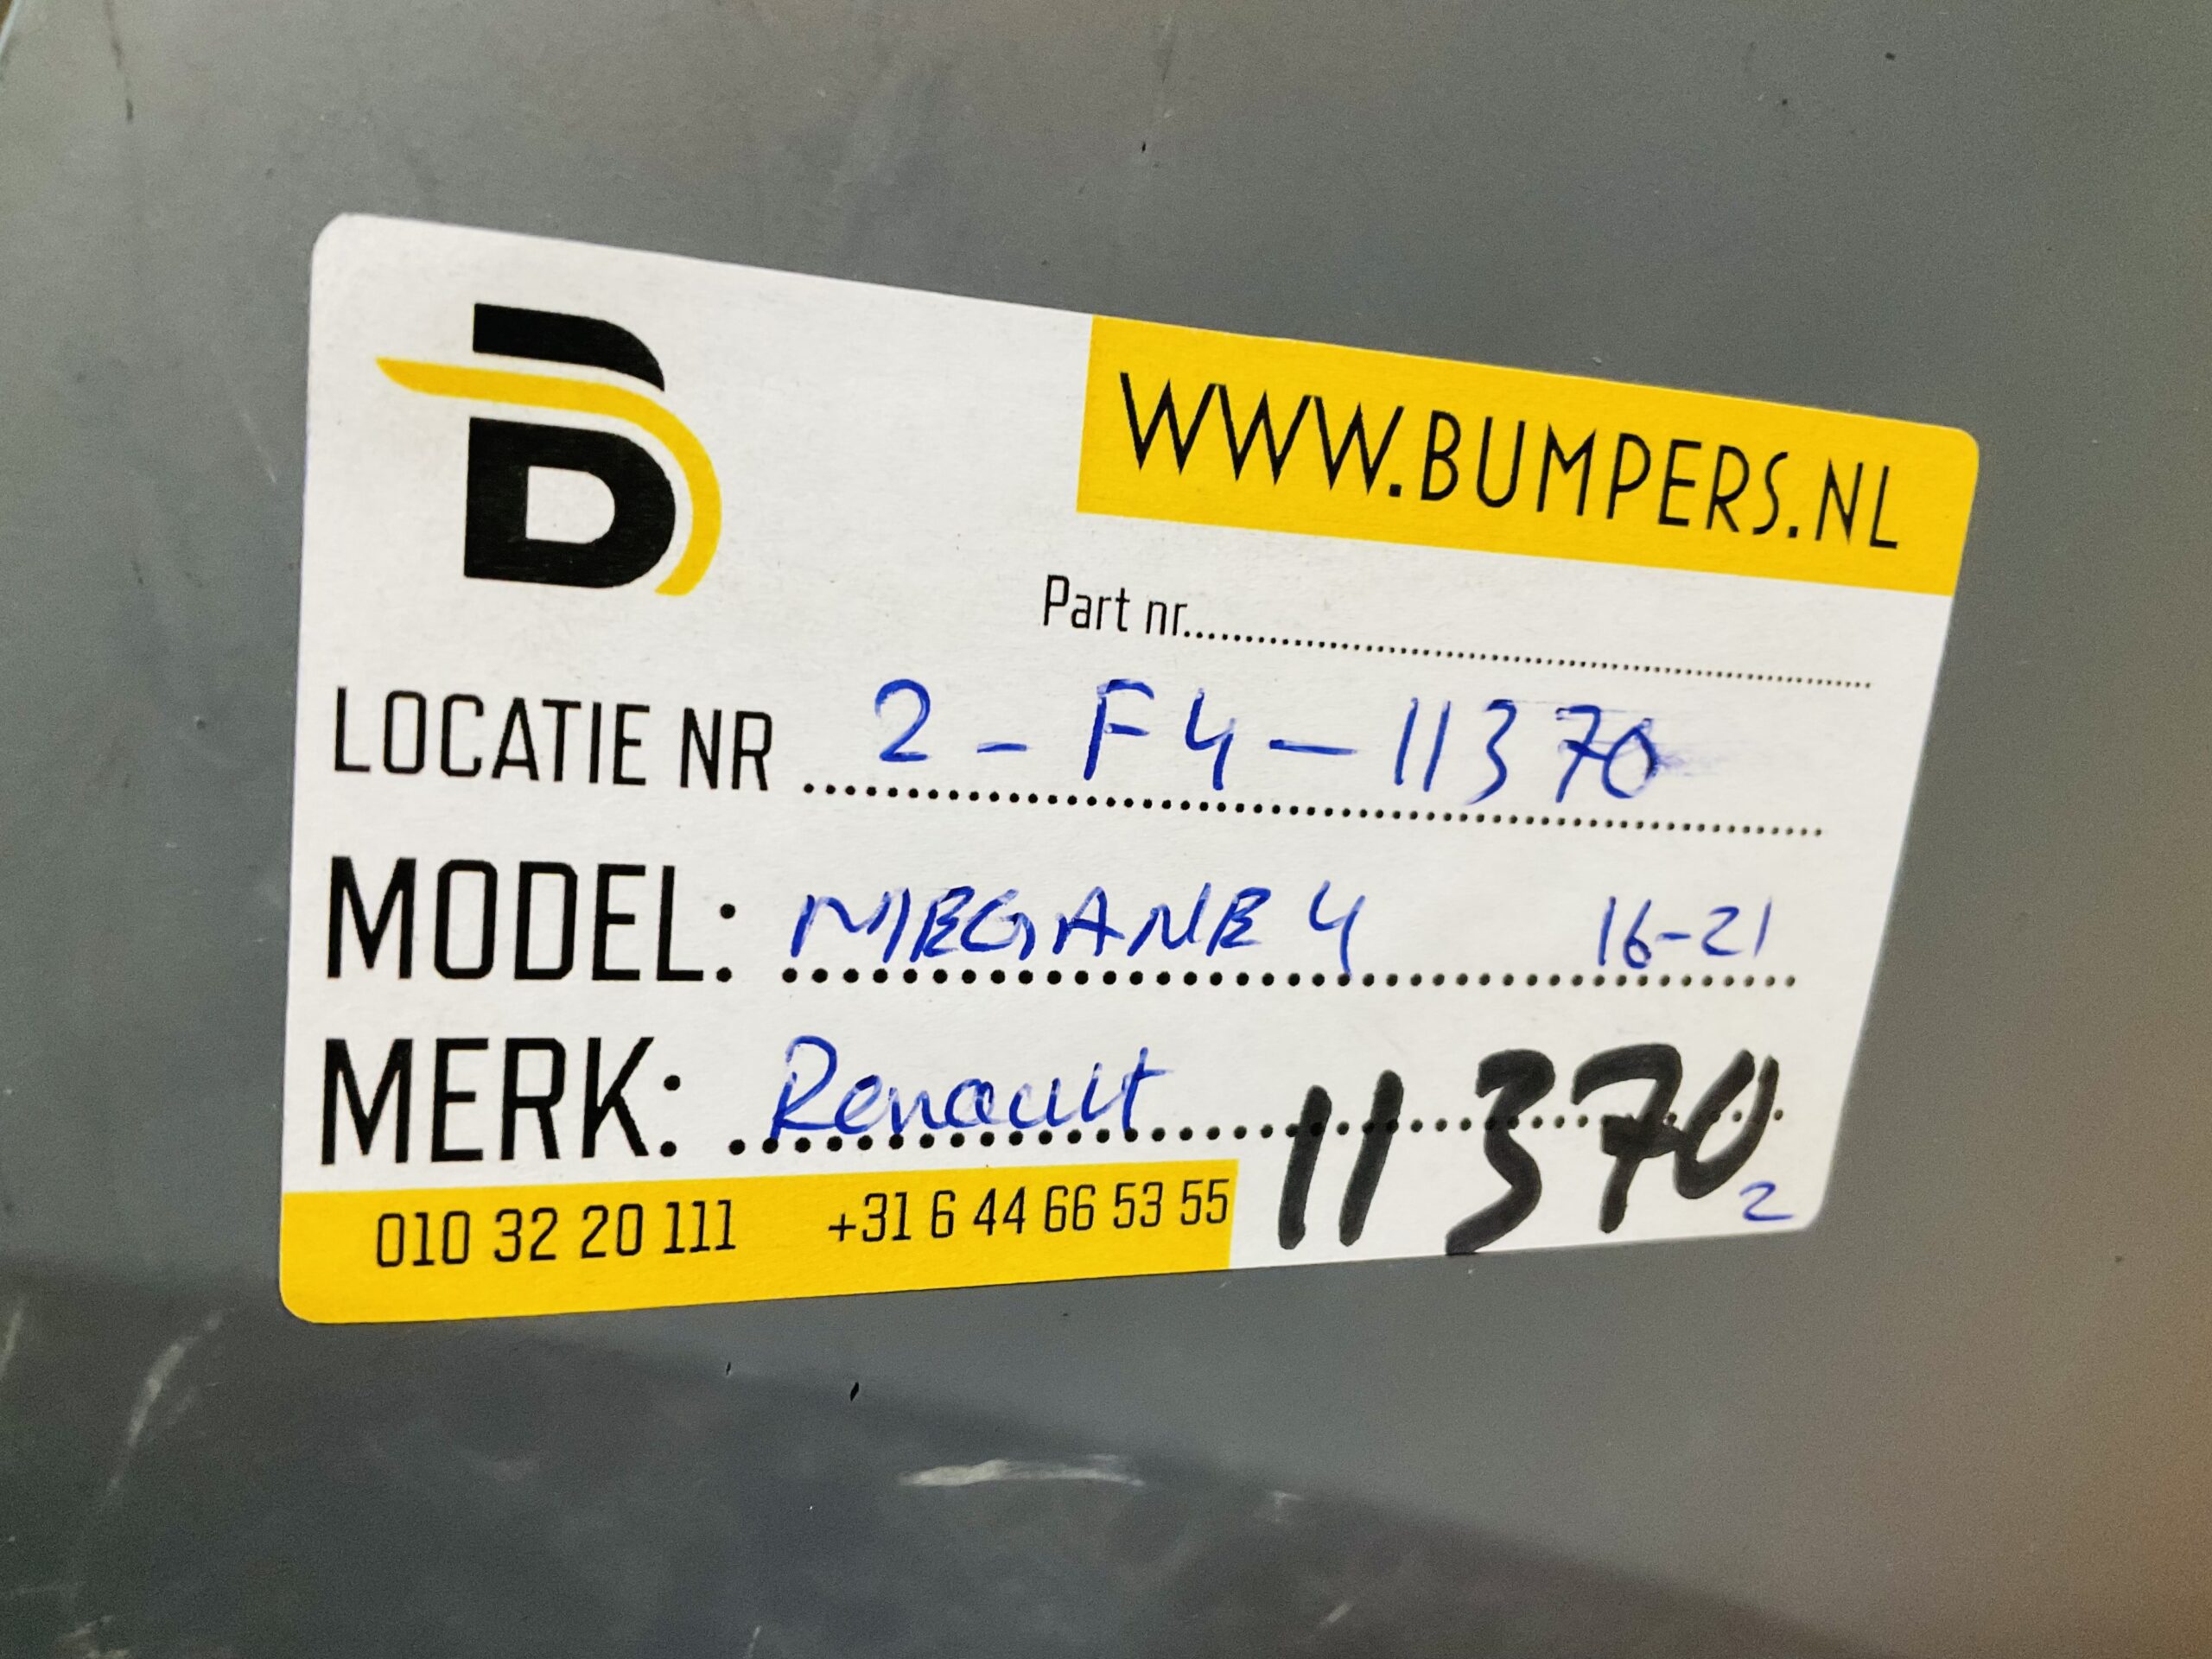 B
WWW.BUMPERS.NL
Part nr..........
LOCATIE NR .......... 2 - F4 - 11370
MODEL: .......... MEGANE 4 16-21
MERK: .......... Renault
11370
2
010 32 20 111 +31 6 44 66 53 55